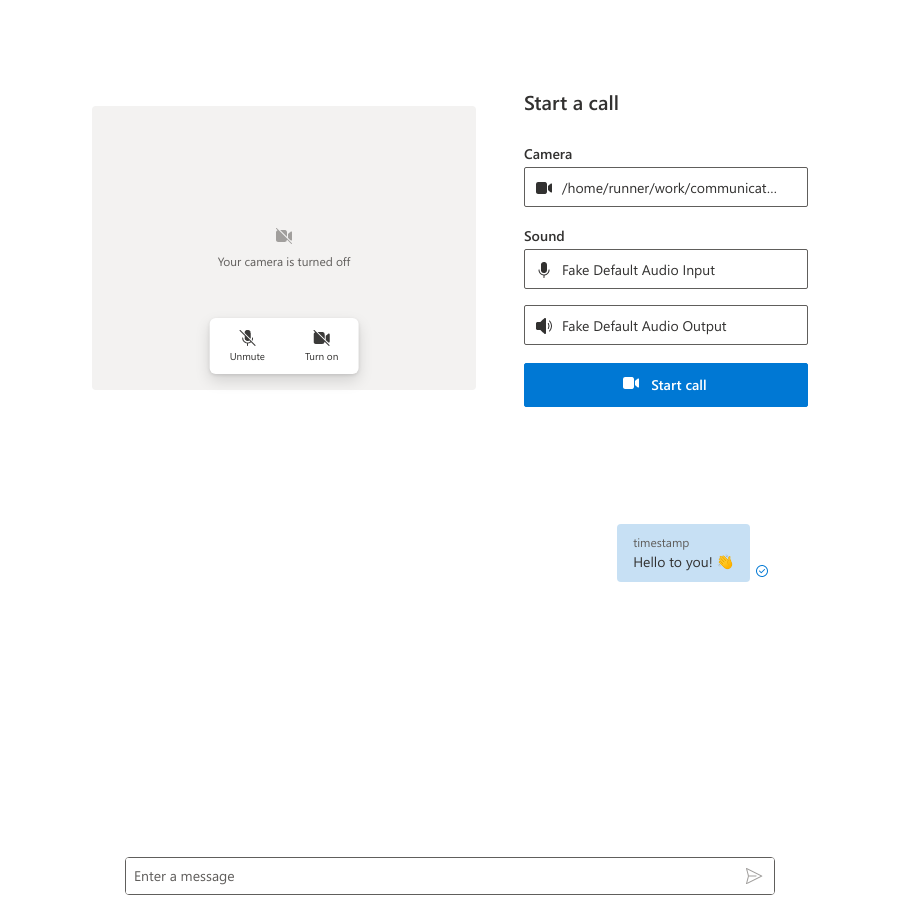 Start a call
Camera
/home/runner/work/communicat...
Your camera is turned off
Unmute
Turn on
Sound
Fake Default Audio Input
Fake Default Audio Output
Start call
timestamp
Hello to you! 👋
Enter a message